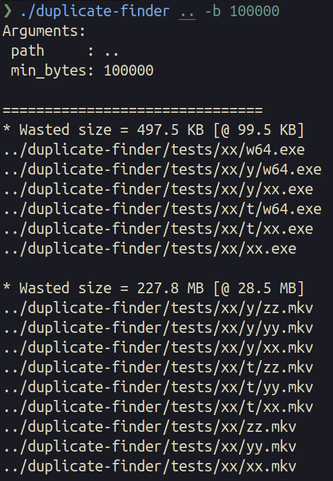 ❯ ./duplicate-finder .. -b 100000
Arguments:
 path     : ..
 min_bytes: 100000

===============================
* Wasted size = 497.5 KB [@ 99.5 KB]
../duplicate-finder/tests/xx/w64.exe
../duplicate-finder/tests/xx/y/w64.exe
../duplicate-finder/tests/xx/y/xx.exe
../duplicate-finder/tests/xx/t/w64.exe
../duplicate-finder/tests/xx/t/xx.exe
../duplicate-finder/tests/xx/xx.exe

* Wasted size = 227.8 MB [@ 28.5 MB]
../duplicate-finder/tests/xx/y/zz.mkv
../duplicate-finder/tests/xx/y/yy.mkv
../duplicate-finder/tests/xx/y/xx.mkv
../duplicate-finder/tests/xx/t/zz.mkv
../duplicate-finder/tests/xx/t/yy.mkv
../duplicate-finder/tests/xx/t/xx.mkv
../duplicate-finder/tests/xx/zz.mkv
../duplicate-finder/tests/xx/yy.mkv
../duplicate-finder/tests/xx/xx.mkv